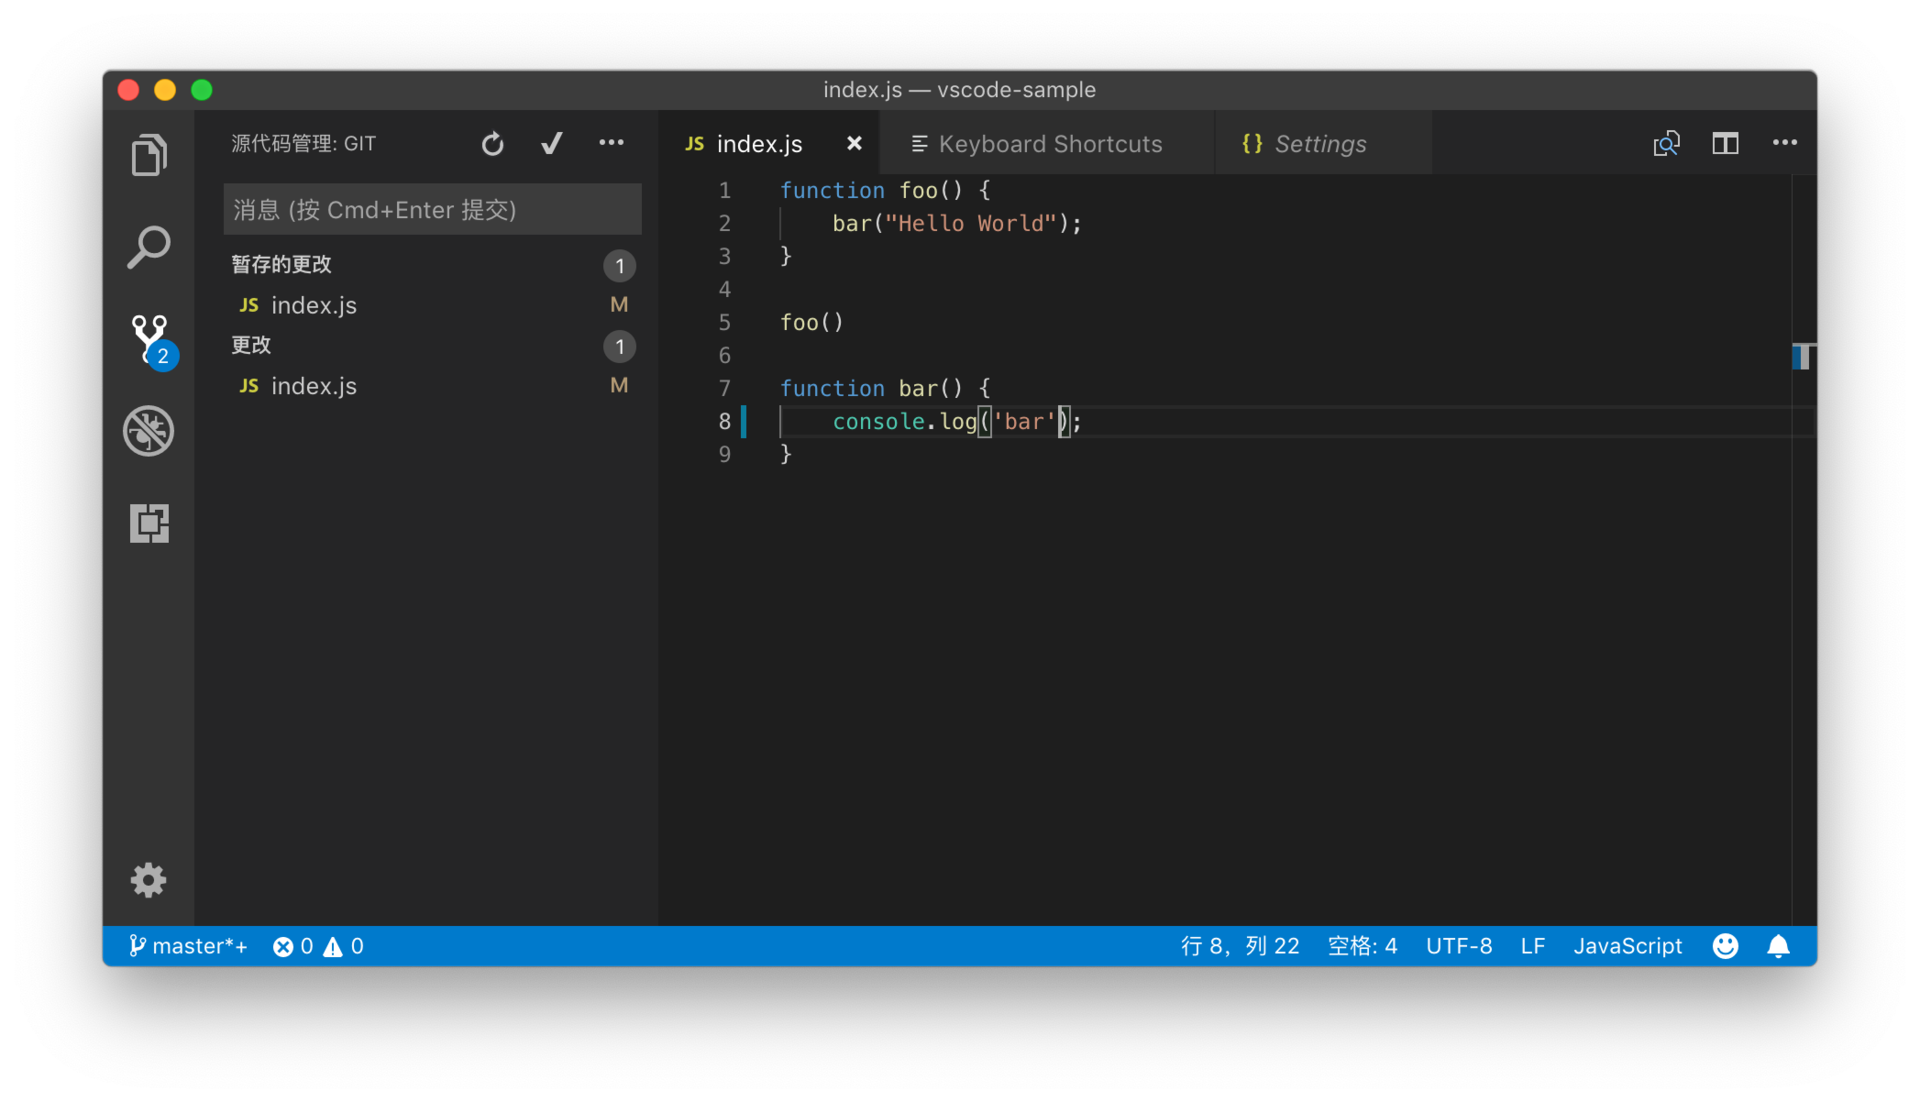 index.js — vscode-sample
源代码管理: GIT
消息 (按 Cmd+Enter 提交)
暂存的更改 1
JS index.js M
更改 1
JS index.js M
2
JS index.js
Keyboard Shortcuts
{} Settings
1 function foo() {
2     bar("Hello World");
3 }
4
5 foo()
6
7 function bar() {
8     console.log('bar');
9 }
master*+ 0 0 行 8，列 22 空格: 4 UTF-8 LF JavaScript